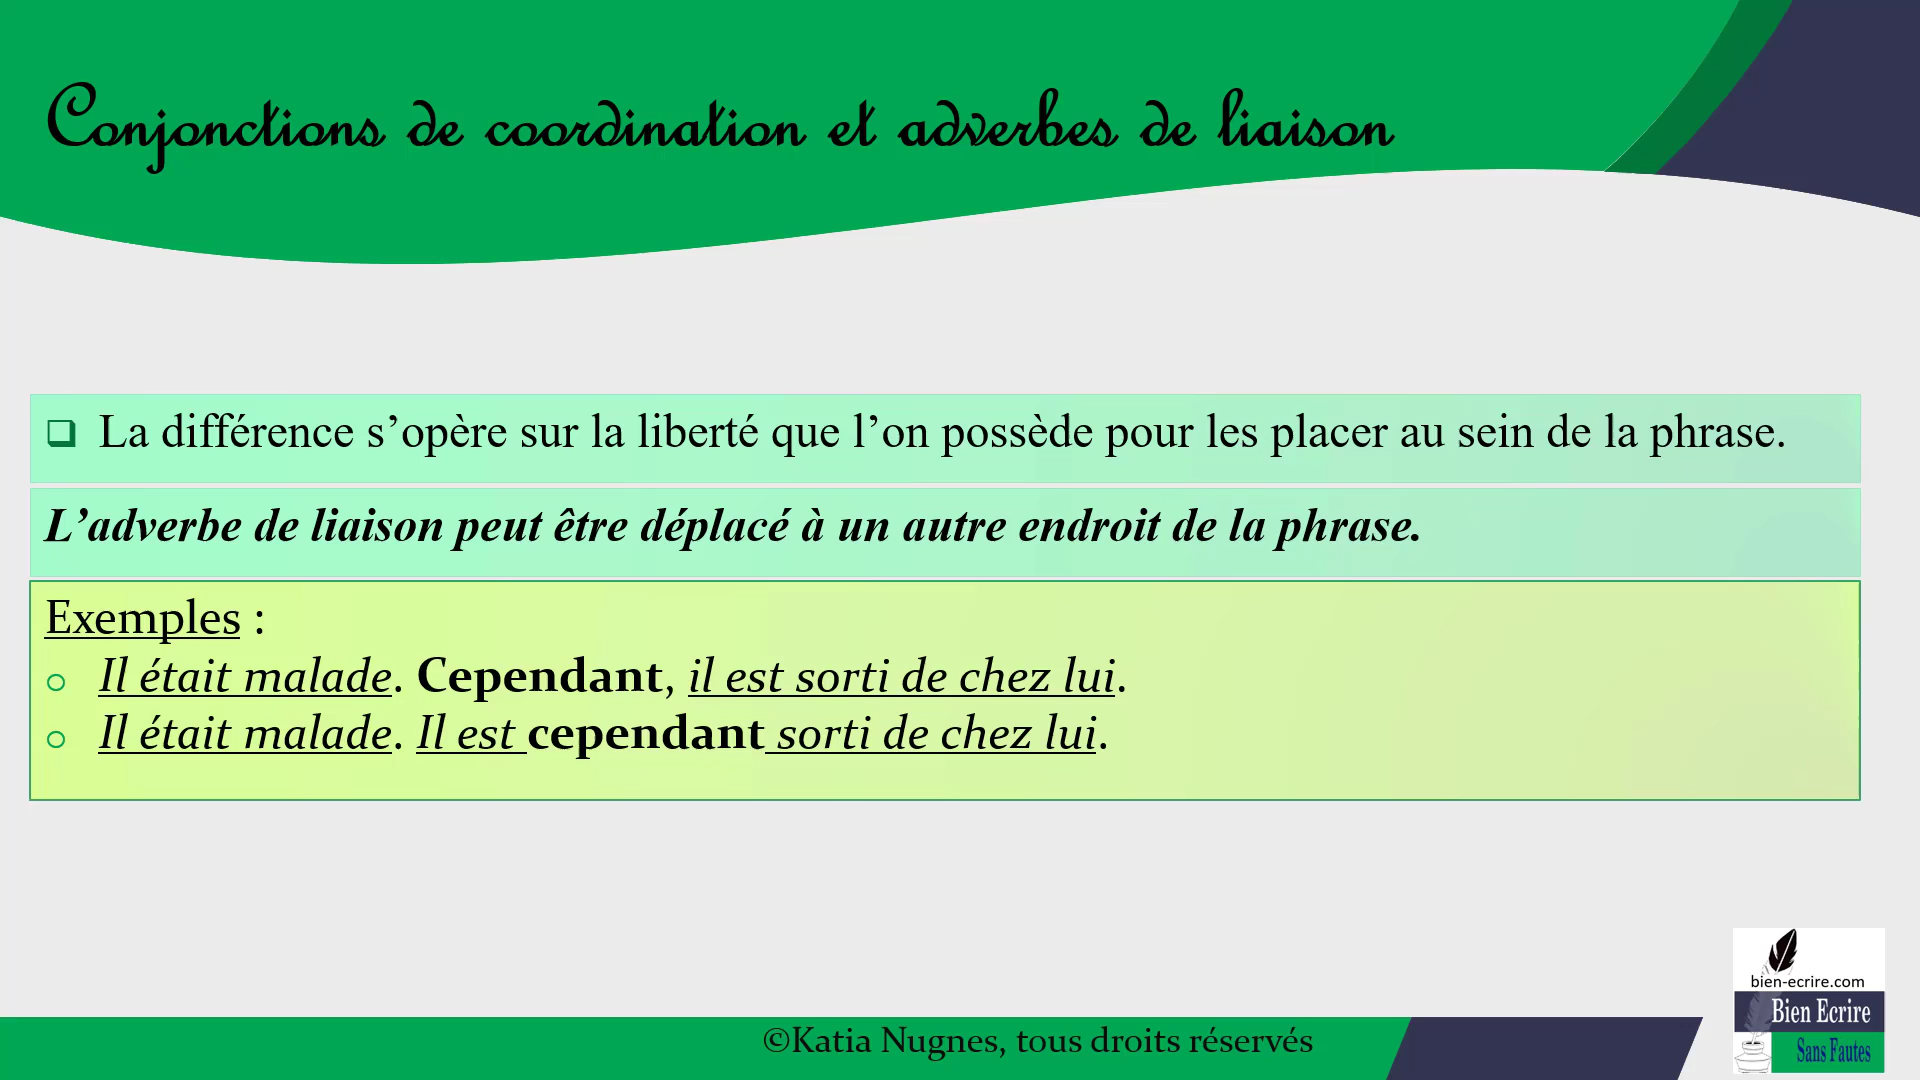 Conjonctions de coordination et adverbes de liaison
La différence s’opère sur la liberté que l’on possède pour les placer au sein de la phrase.
L’adverbe de liaison peut être déplacé à un autre endroit de la phrase.
Exemples :
Il était malade. Cependant, il est sorti de chez lui.
Il était malade. Il est cependant sorti de chez lui.
bien-ecrire.com
Bien Ecrire
Sans Fautes
©Katia Nugnes, tous droits réservés